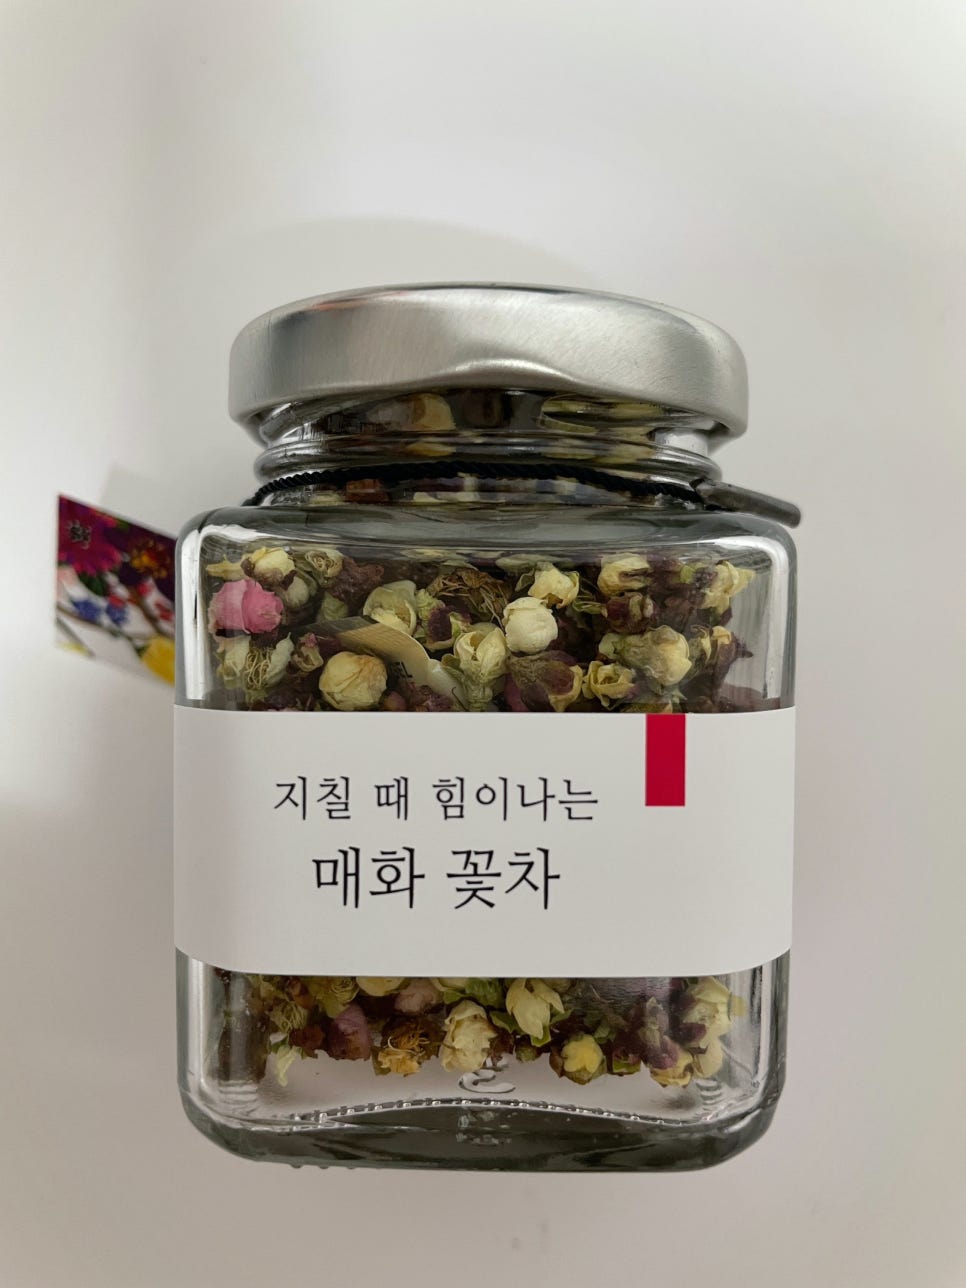 지칠 때 힘이나는
매화 꽃차